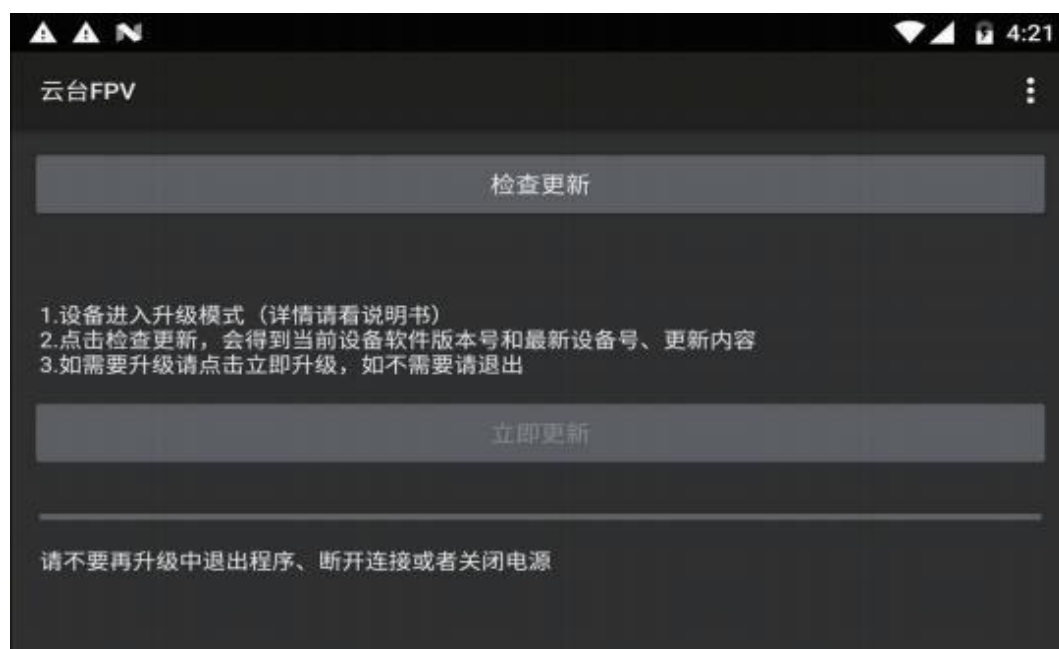 4:21
云台FPV
检查更新
1.设备进入升级模式（详情请看说明书）
2.点击检查更新，会得到当前设备软件版本号和最新设备号、更新内容
3.如需要升级请点击立即升级，如不需要请退出
立即更新
请不要再升级中退出程序、断开连接或者关闭电源